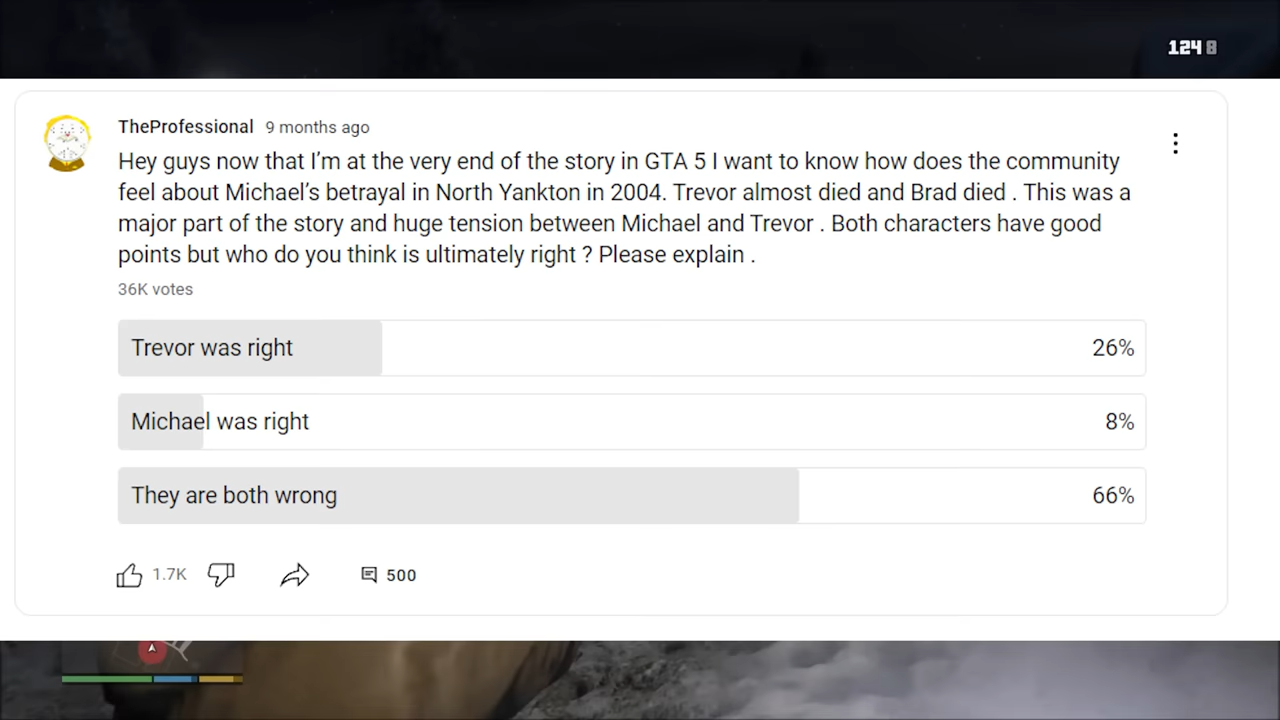 124 8
TheProfessional 9 months ago
Hey guys now that I'm at the very end of the story in GTA 5 I want to know how does the community
feel about Michael's betrayal in North Yankton in 2004. Trevor almost died and Brad died . This was a
major part of the story and huge tension between Michael and Trevor . Both characters have good
points but who do you think is ultimately right ? Please explain .
36K votes
Trevor was right 26%
Michael was right 8%
They are both wrong 66%
1.7K 500